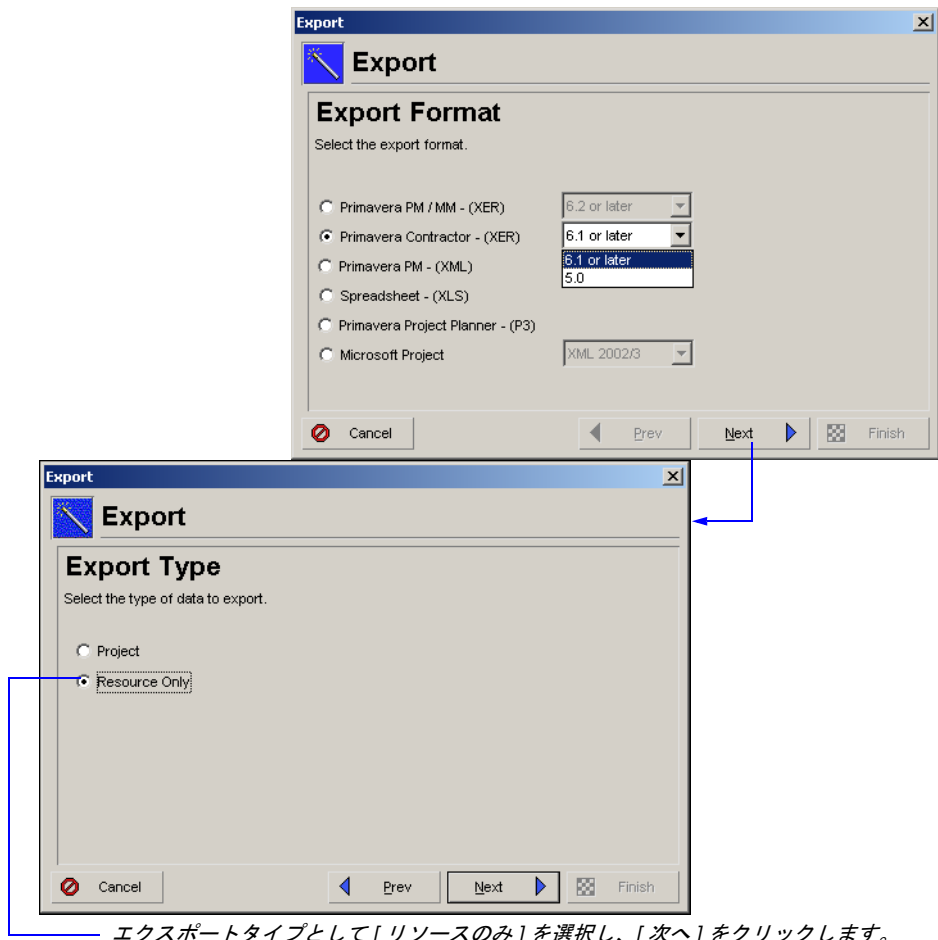 Export
Export
Export Format
Select the export format.
Primavera PM / MM - (XER) 6.2 or later
Primavera Contractor - (XER) 6.1 or later
6.1 or later
Primavera PM - (XML)
5.0
Spreadsheet - (XLS)
Primavera Project Planner - (P3)
Microsoft Project XML 2002/3
Cancel Prev Next Finish
Export
Export
Export Type
Select the type of data to export.
Project
Resource Only
Cancel Prev Next Finish
エクスポートタイプとして [ リソースのみ ] を選択し、[ 次へ ] をクリックします。